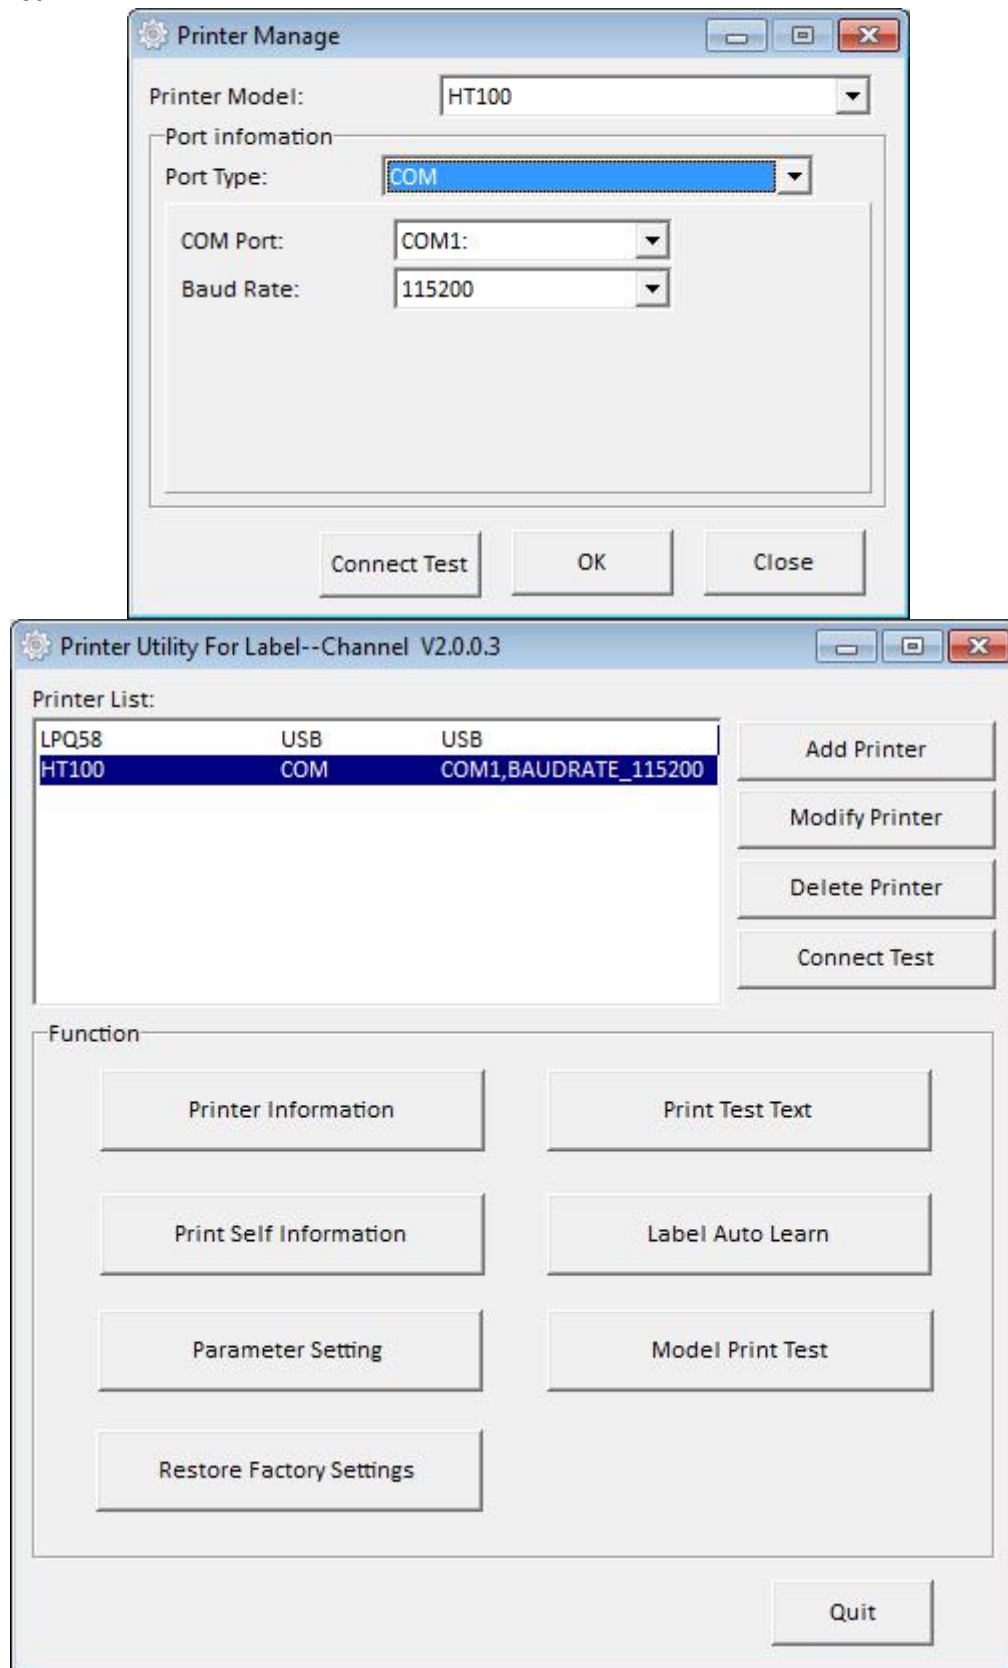 Printer Manage
Printer Model: HT100
Port infomation
Port Type: COM
COM Port: COM1:
Baud Rate: 115200
Connect Test OK Close
Printer Utility For Label--Channel V2.0.0.3
Printer List:
LPQ58 USB USB
HT100 COM COM1,BAUDRATE_115200
Add Printer
Modify Printer
Delete Printer
Connect Test
Function
Printer Information Print Test Text
Print Self Information Label Auto Learn
Parameter Setting Model Print Test
Restore Factory Settings
Quit